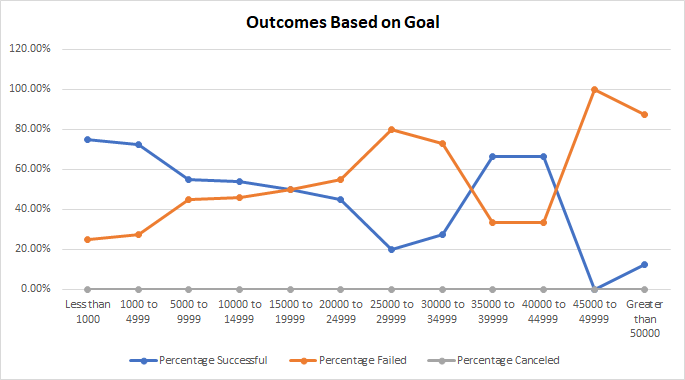 Outcomes Based on Goal
120.00%
100.00%
80.00%
60.00%
40.00%
20.00%
0.00%
Less than
1000
1000 to
4999
5000 to
9999
10000 to
14999
15000 to
19999
20000 to
24999
25000 to
29999
30000 to
34999
35000 to
39999
40000 to
44999
45000 to
49999
Greater
than
50000
Percentage Successful
Percentage Failed
Percentage Canceled